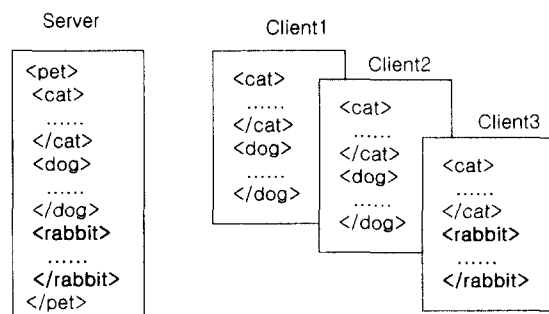 Server
<pet>
<cat>
......
</cat>
<dog>
......
</dog>
<rabbit>
......
</rabbit>
</pet>
Client1
<cat>
......
</cat>
<dog>
......
</dog>
Client2
<cat>
......
</cat>
<dog>
......
</dog>
Client3
<cat>
......
</cat>
<rabbit>
......
</rabbit>